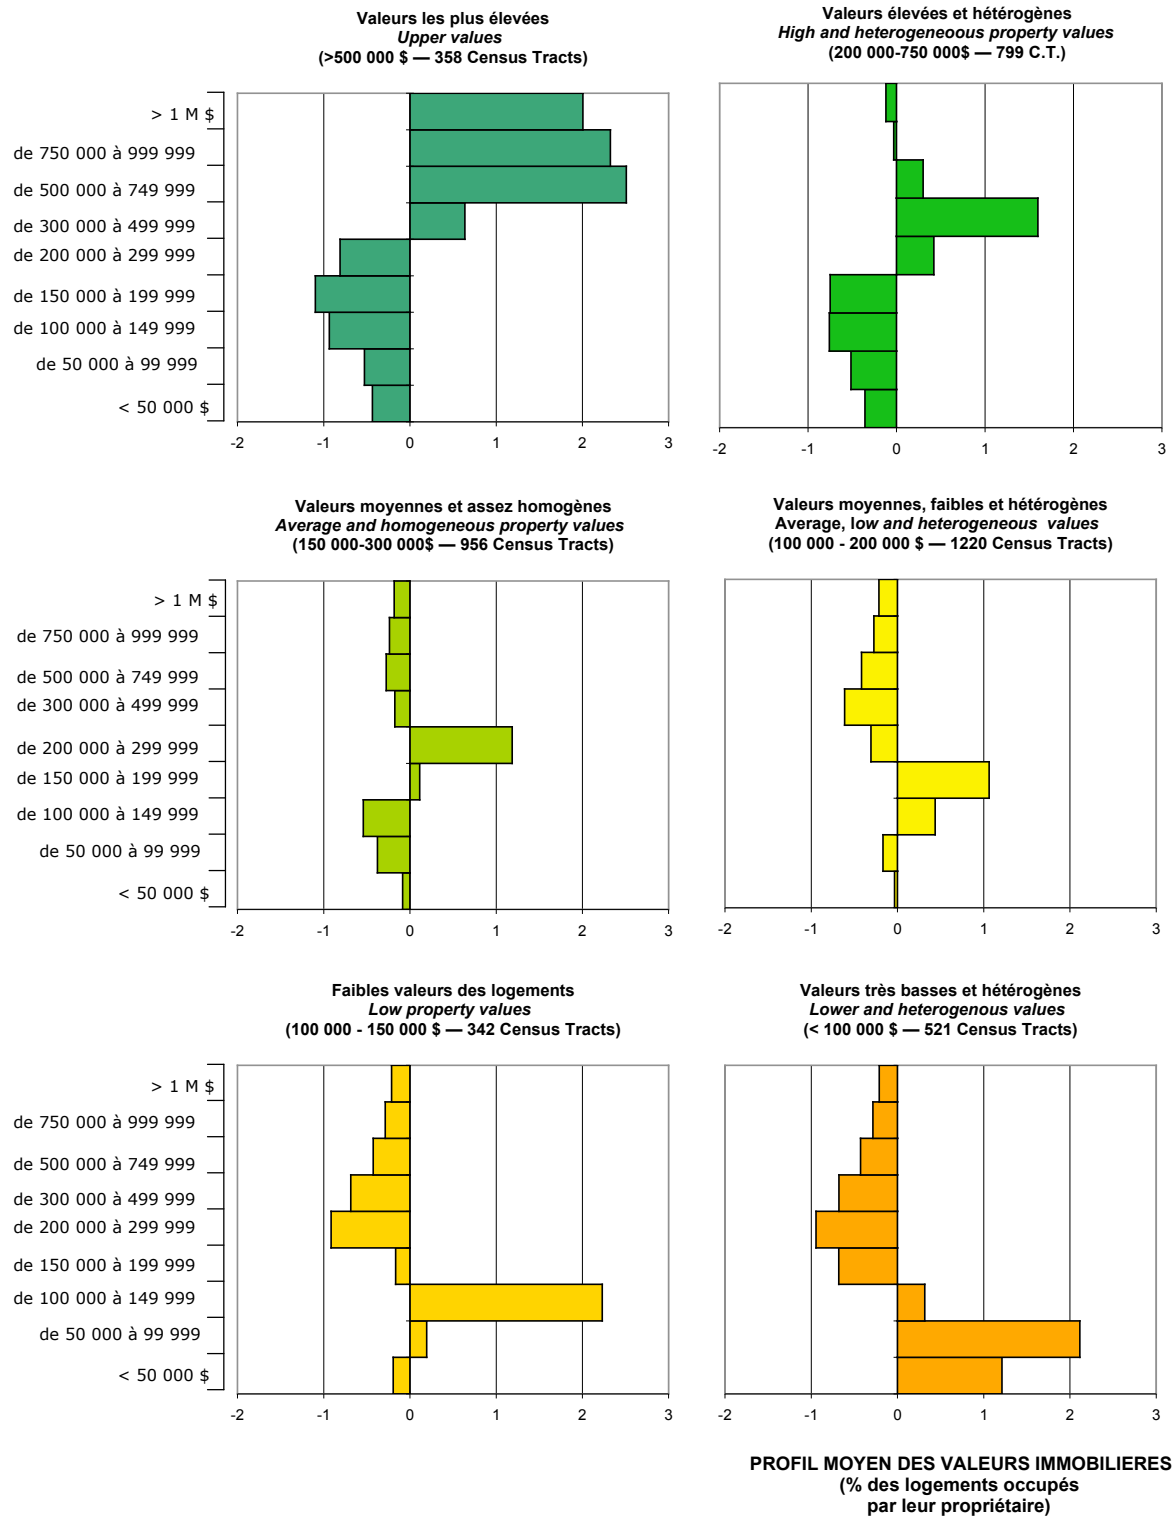 Valeurs les plus élevées
Upper values
(>500 000 $ — 358 Census Tracts)
> 1 M $
de 750 000 à 999 999
de 500 000 à 749 999
de 300 000 à 499 999
de 200 000 à 299 999
de 150 000 à 199 999
de 100 000 à 149 999
de 50 000 à 99 999
< 50 000 $
-2 -1 0 1 2 3
Valeurs élevées et hétérogènes
High and heterogeneoous property values
(200 000-750 000$ — 799 C.T.)
-2 -1 0 1 2 3
Valeurs moyennes et assez homogènes
Average and homogeneous property values
(150 000-300 000$ — 956 Census Tracts)
> 1 M $
de 750 000 à 999 999
de 500 000 à 749 999
de 300 000 à 499 999
de 200 000 à 299 999
de 150 000 à 199 999
de 100 000 à 149 999
de 50 000 à 99 999
< 50 000 $
-2 -1 0 1 2 3
Valeurs moyennes, faibles et hétérogènes
Average, low and heterogeneous values
(100 000 - 200 000 $ — 1220 Census Tracts)
-2 -1 0 1 2 3
Faibles valeurs des logements
Low property values
(100 000 - 150 000 $ — 342 Census Tracts)
> 1 M $
de 750 000 à 999 999
de 500 000 à 749 999
de 300 000 à 499 999
de 200 000 à 299 999
de 150 000 à 199 999
de 100 000 à 149 999
de 50 000 à 99 999
< 50 000 $
-2 -1 0 1 2 3
Valeurs très basses et hétérogènes
Lower and heterogenous values
(< 100 000 $ — 521 Census Tracts)
-2 -1 0 1 2 3
PROFIL MOYEN DES VALEURS IMMOBILIERES
(% des logements occupés
par leur propriétaire)